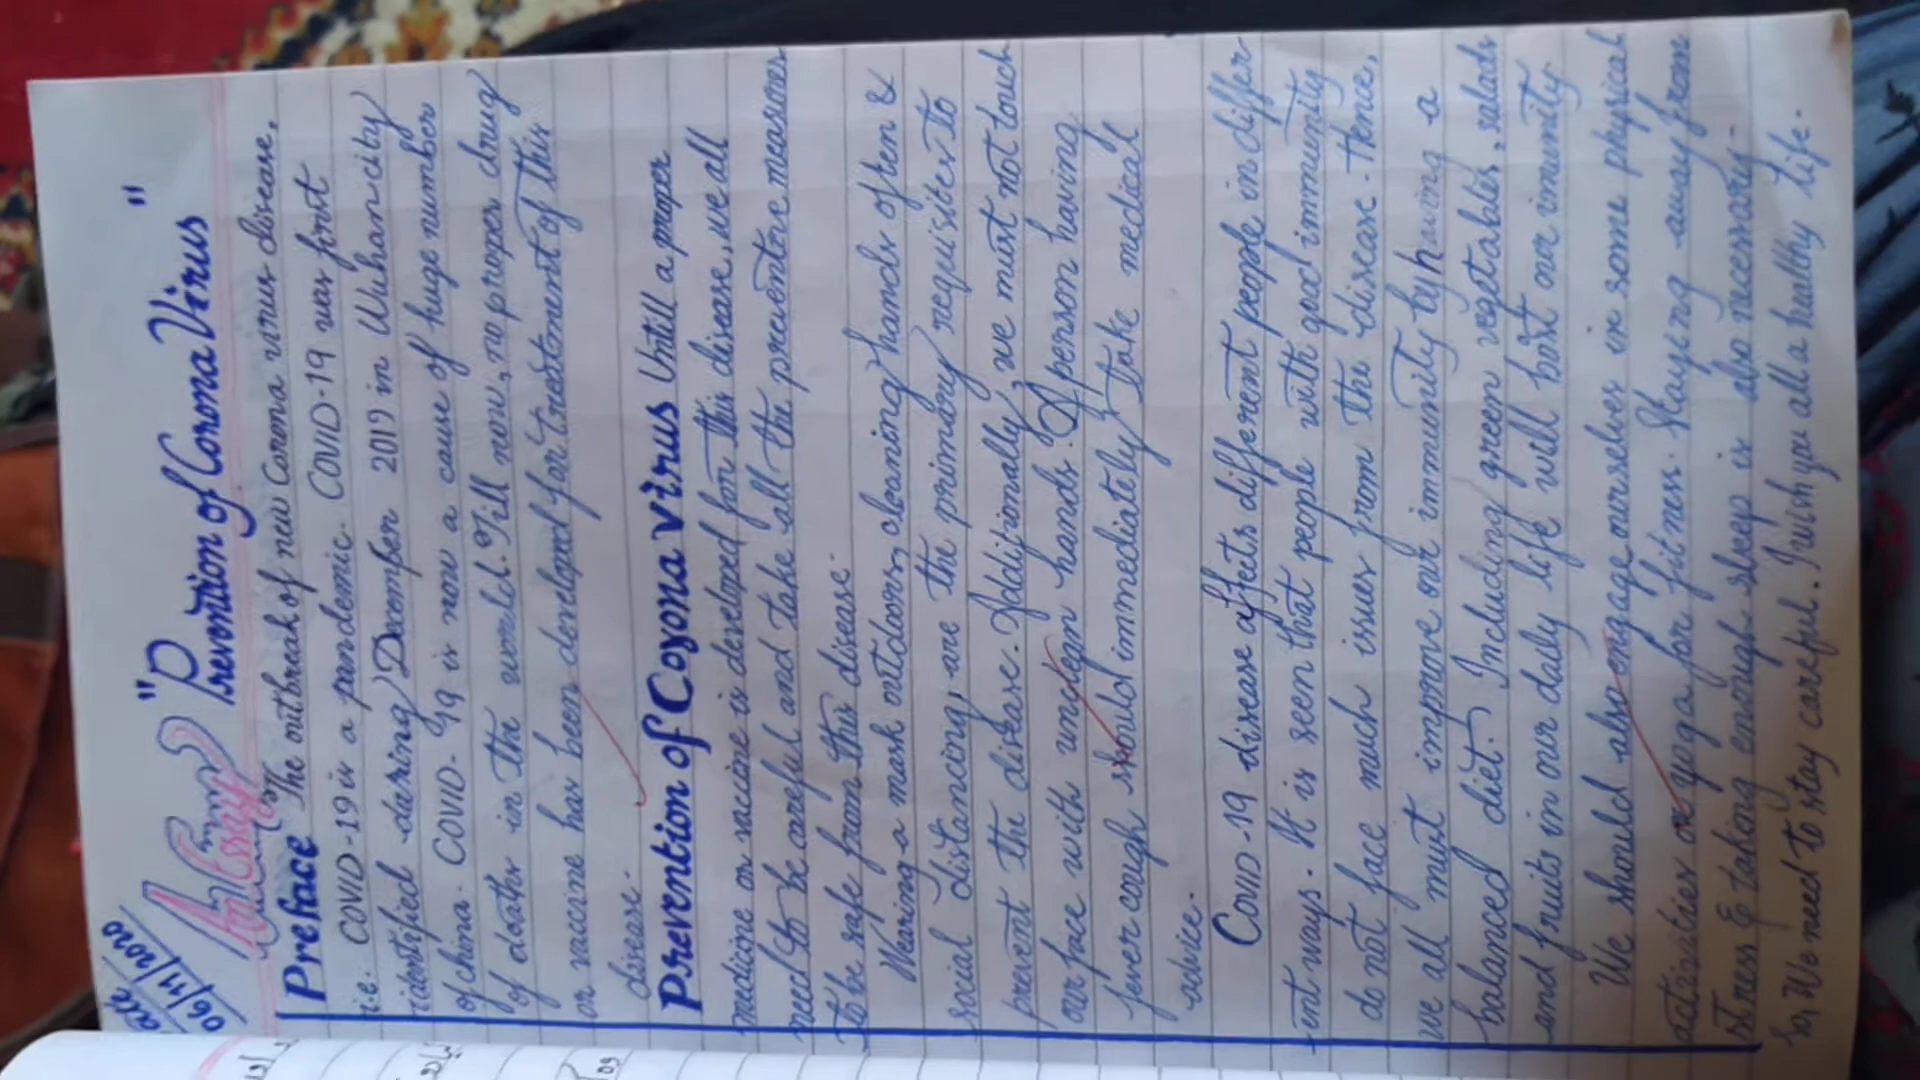 06/11/2020
An Essay on
"Prevention of Corona Virus"
Preface The outbreak of new Corona virus disease,
i.e. COVID-19 is a pandemic. COVID-19 was first
identified during December 2019 in Wuhan city
of china. COVID-19 is now a cause of huge number
of deaths in the world. Till now, no proper drug
or vaccine has been developed for treatment of this
disease.
Prevention of Corona virus Untill a proper
medicine or vaccine is developed for this disease, we all
need to be careful and take all the preventive measores
to be safe from this disease.
Wearing a mask outdoors, cleaning hands often &
social distancing, are the primary requisites to
prevent the disease. Additionally, we must not touch
our face with unclean hands. A person having
fever cough should immediately take medical
advice.
COVID-19 disease affects different people in differ
ent ways. It is seen that people with good immunity
do not face much issues from the disease. Hence,
we all must improve our immunity by having a
balanced diet. Including green vegetables, salads
and fruits in our daily life will bost our imunity
We should also engage ourselves in some physical
activities or yoga for fitness. Staying away from
stress & taking enough sleep is also necessary.
So, We need to stay careful. I wish you all a healthy life.